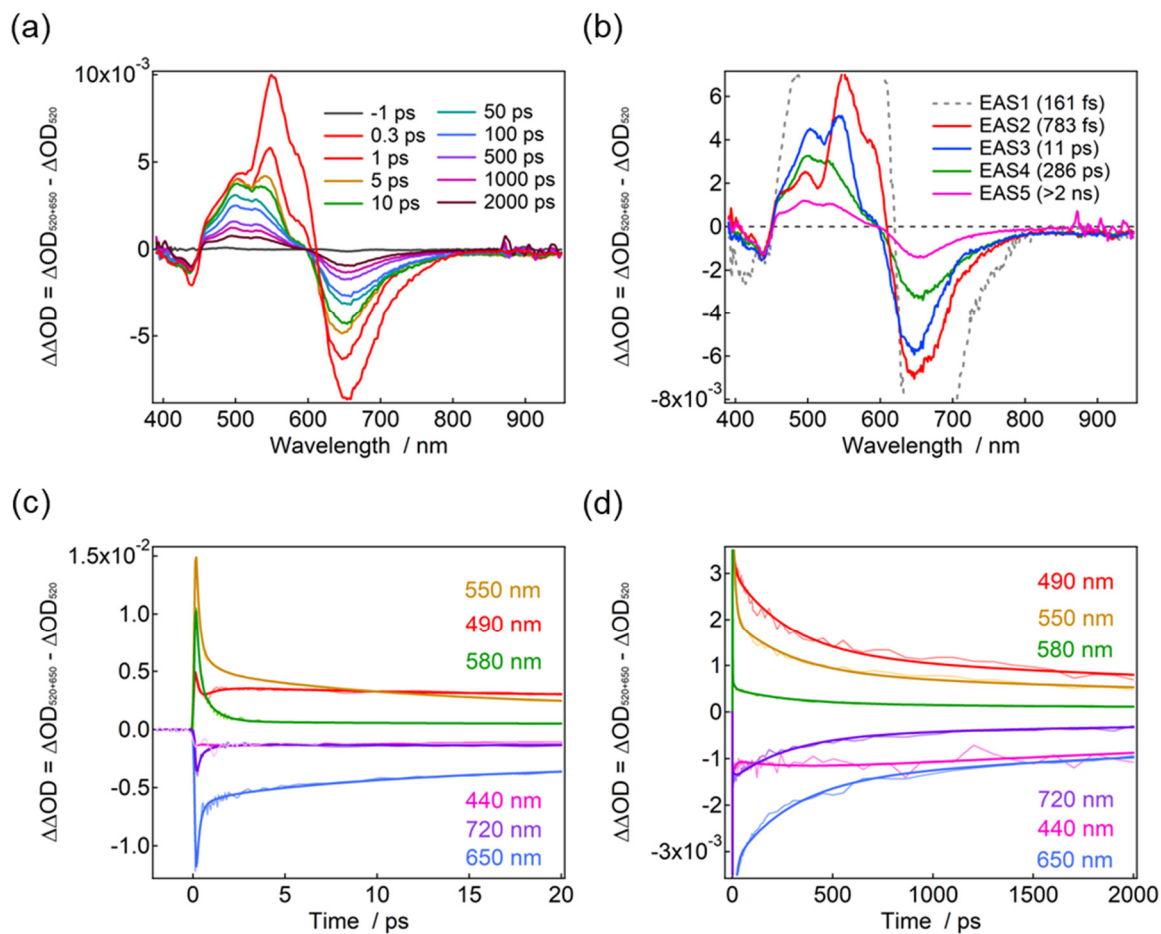 (a)
ΔΔOD = ΔOD520+650 - ΔOD520
10x10-3
5
0
-5
-1 ps
0.3 ps
1 ps
5 ps
10 ps
50 ps
100 ps
500 ps
1000 ps
2000 ps
400 500 600 700 800 900
Wavelength / nm
(b)
ΔΔOD = ΔOD520+650 - ΔOD520
6
4
2
0
-2
-4
-6
-8x10-3
EAS1 (161 fs)
EAS2 (783 fs)
EAS3 (11 ps)
EAS4 (286 ps)
EAS5 (>2 ns)
400 500 600 700 800 900
Wavelength / nm
(c)
ΔΔOD = ΔOD520+650 - ΔOD520
1.5x10-2
1.0
0.5
0.0
-0.5
-1.0
550 nm
490 nm
580 nm
440 nm
720 nm
650 nm
0 5 10 15 20
Time / ps
(d)
ΔΔOD = ΔOD520+650 - ΔOD520
3
2
1
0
-1
-2
-3x10-3
490 nm
550 nm
580 nm
720 nm
440 nm
650 nm
0 500 1000 1500 2000
Time / ps